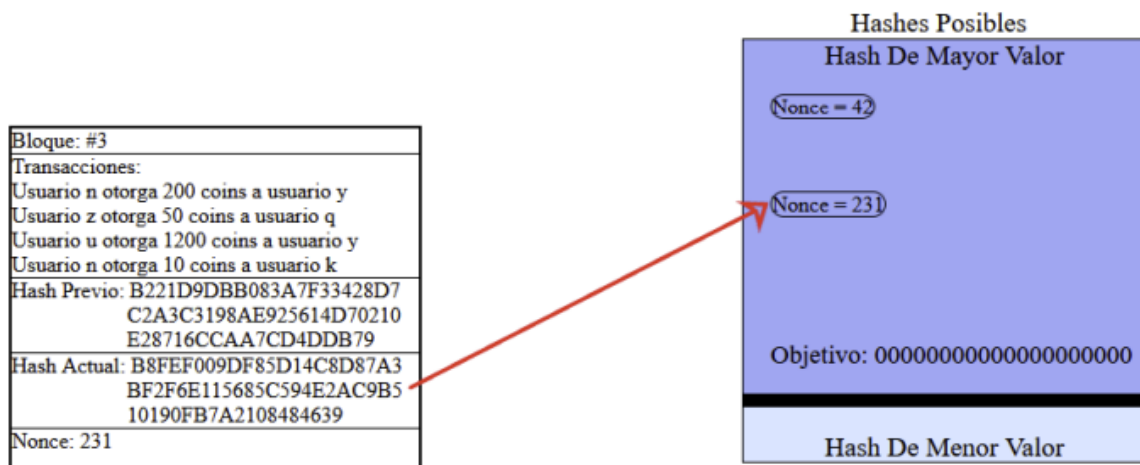 Bloque: #3
Transacciones:
Usuario n otorga 200 coins a usuario y
Usuario z otorga 50 coins a usuario q
Usuario u otorga 1200 coins a usuario y
Usuario n otorga 10 coins a usuario k
Hash Previo: B221D9DBB083A7F33428D7
C2A3C3198AE925614D70210
E28716CCAA7CD4DDB79
Hash Actual: B8FEF009DF85D14C8D87A3
BF2F6E115685C594E2AC9B5
10190FB7A2108484639
Nonce: 231
Hashes Posibles
Hash De Mayor Valor
Nonce = 42
Nonce = 231
Objetivo: 00000000000000000000
Hash De Menor Valor